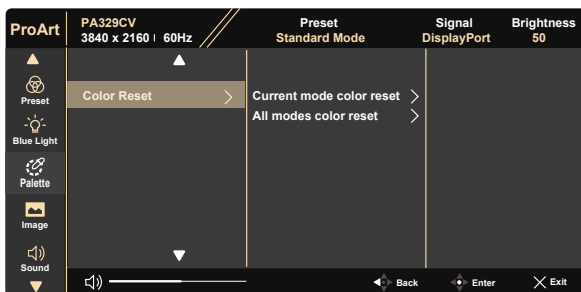 ProArt
PA329CV
3840 x 2160 60Hz
Preset
Standard Mode
Signal
DisplayPort
Brightness
50
Preset
Blue Light
Palette
Image
Sound
Color Reset
Current mode color reset
All modes color reset
Back
Enter
Exit